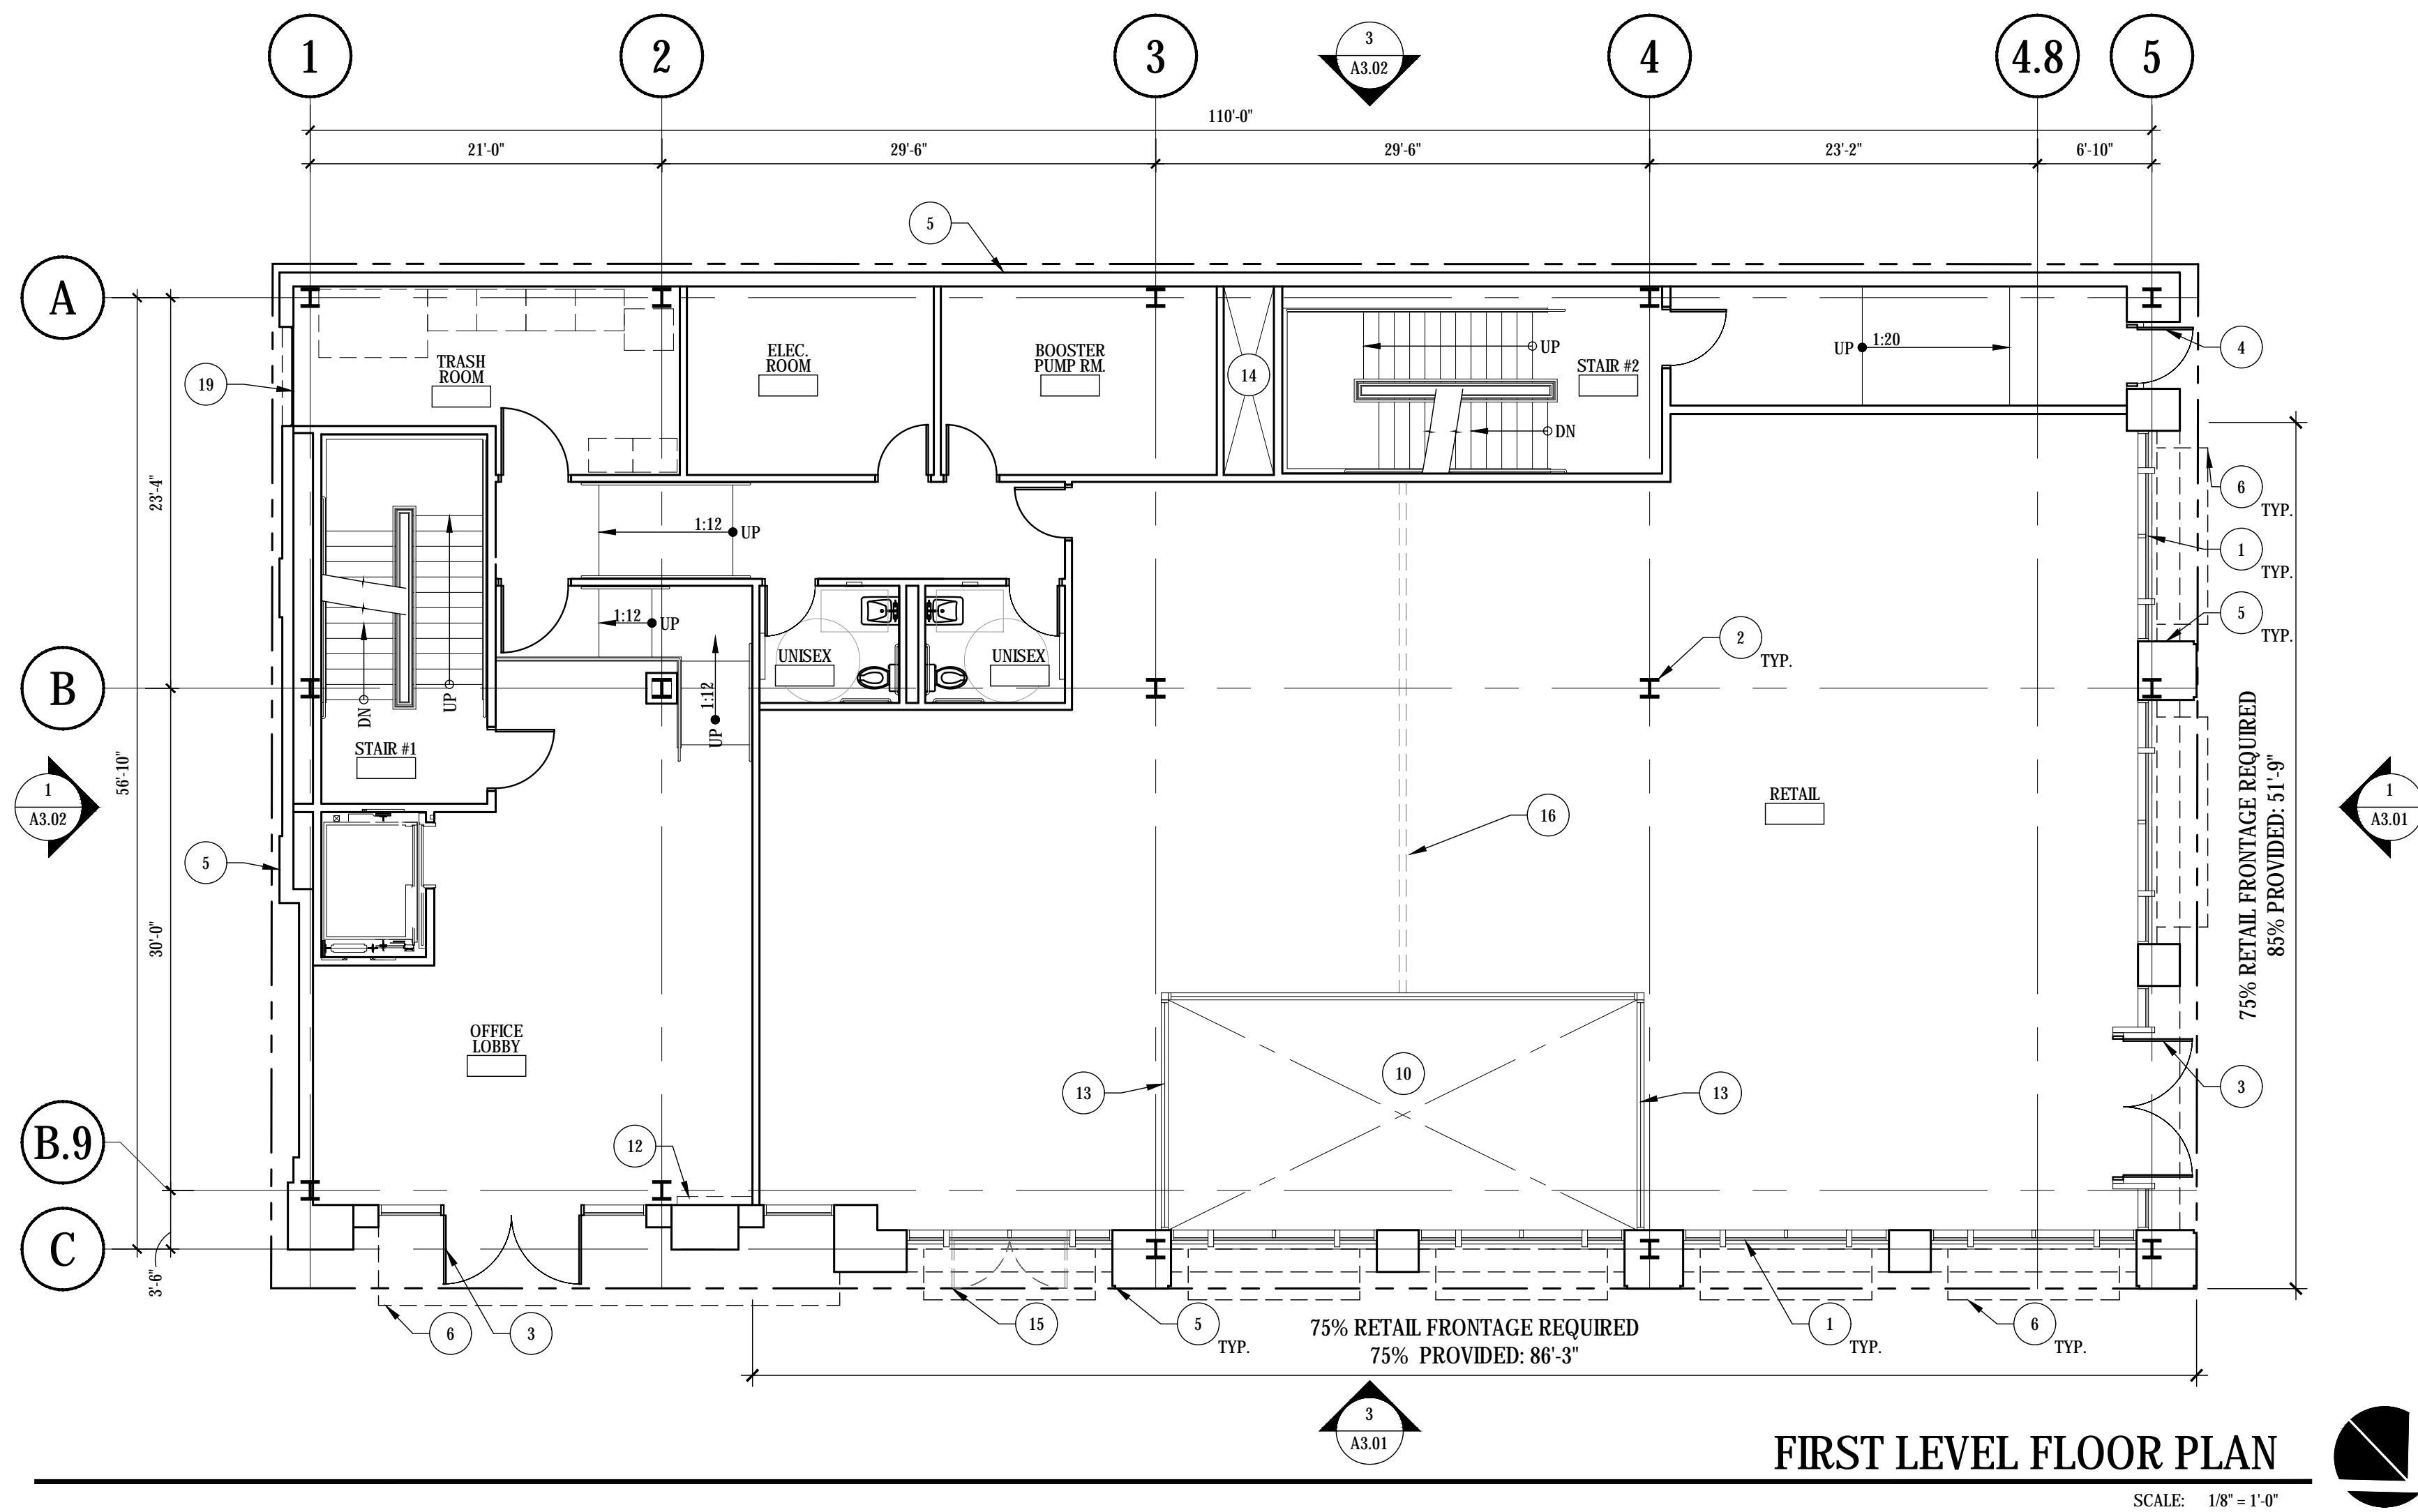 1 2 3 4 4.8 5
3
A3.02
110'-0"
21'-0" 29'-6" 29'-6" 23'-2" 6'-10"
5
A
TRASH
ROOM
ELEC.
ROOM
BOOSTER
PUMP RM.
14
UP
STAIR #2
DN
UP 1:20
4
19
23'-4"
6
TYP.
1
TYP.
5
TYP.
1:12 UP
1:12 UP
UNISEX
UNISEX
2
TYP.
B
DN
UP
1:12
UP
STAIR #1
56'-10"
1
A3.02
1
A3.01
RETAIL
16
75% RETAIL FRONTAGE REQUIRED
85% PROVIDED: 51'-9"
5
30'-0"
OFFICE
LOBBY
10
13
13
3
B.9
12
C
3'-6"
6
3
15
5
TYP.
75% RETAIL FRONTAGE REQUIRED
75% PROVIDED: 86'-3"
1
TYP.
6
TYP.
3
A3.01
FIRST LEVEL FLOOR PLAN
SCALE: 1/8" = 1'-0"